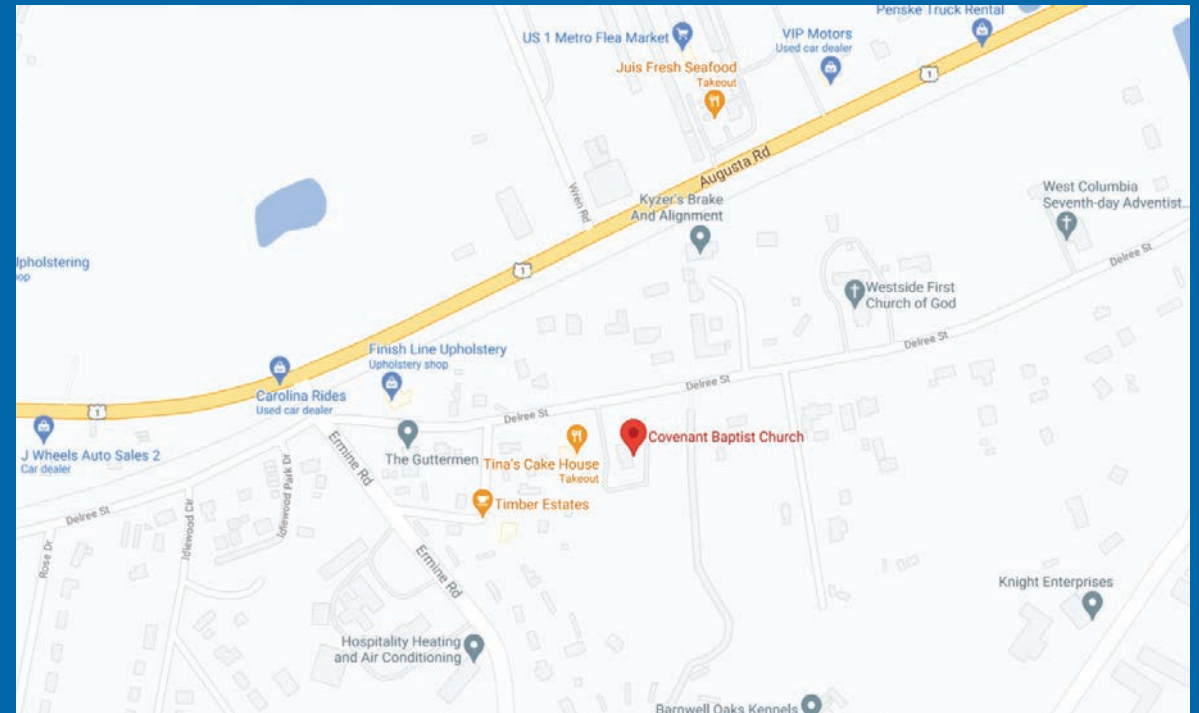 Penske Truck Rental
US 1 Metro Flea Market
VIP Motors
Used car dealer
Juis Fresh Seafood
Takeout
1
Augusta Rd
West Columbia
Seventh-day Adventist...
Wren Rd
Kyzer's Brake
And Alignment
Delree St
Upholstering
1
Westside First
Church of God
Delree St
Finish Line Upholstery
Upholstery shop
Delree St
Carolina Rides
Used car dealer
1
Delree St
J Wheels Auto Sales 2
Car dealer
Ermine Rd
The Guttermen
Tina's Cake House
Takeout
Covenant Baptist Church
Idlewood Park Dr
Timber Estates
Delree St
Idlewood Cir
Rose Dr
Ermine Rd
Knight Enterprises
Hospitality Heating
and Air Conditioning
Barnwell Oaks Kennels